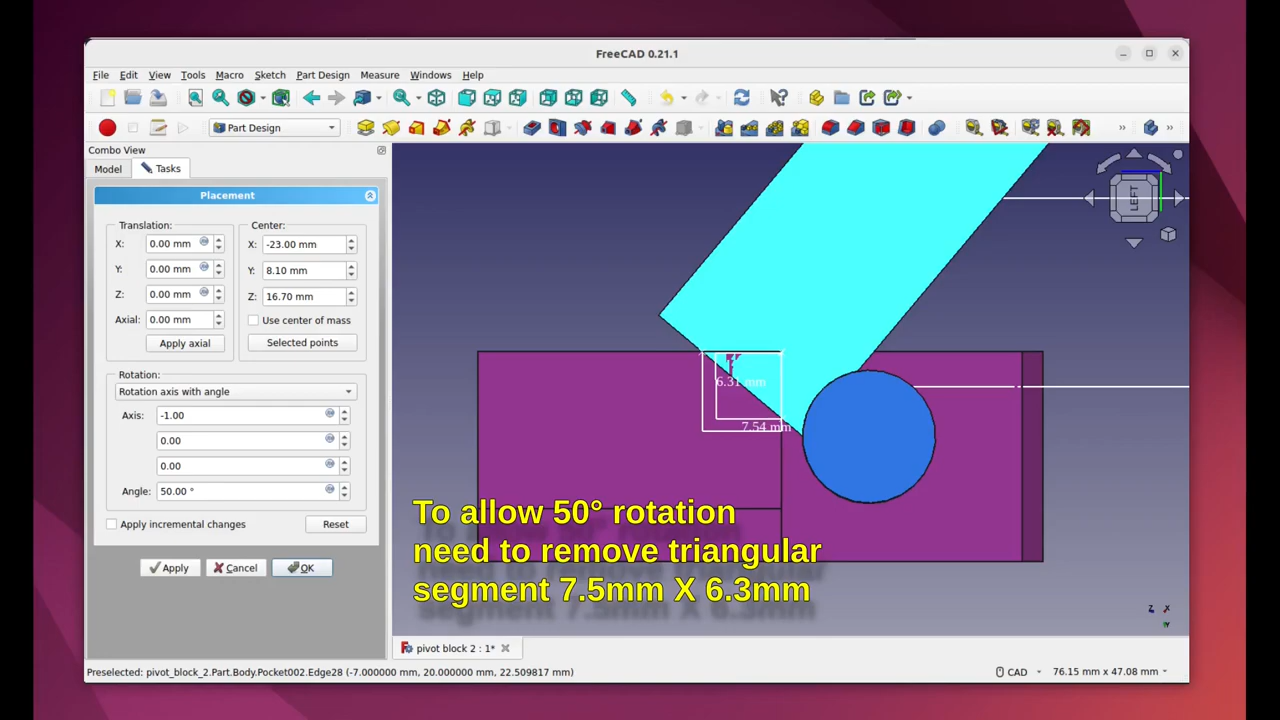 FreeCAD 0.21.1
File Edit View Tools Macro Sketch Part Design Measure Windows Help
Part Design
Combo View
Model Tasks
Placement
Translation: Center:
X: 0.00 mm X: -23.00 mm
Y: 0.00 mm Y: 8.10 mm
Z: 0.00 mm Z: 16.70 mm
Axial: 0.00 mm Use center of mass
Apply axial Selected points
Rotation:
Rotation axis with angle
Axis: -1.00
0.00
0.00
Angle: 50.00 °
Apply incremental changes Reset
Apply Cancel OK
LEFT
6.31 mm
7.54 mm
To allow 50° rotation
need to remove triangular
segment 7.5mm X 6.3mm
Z X
Y
pivot block 2 : 1*
Preselected: pivot_block_2.Part.Body.Pocket002.Edge28 (-7.000000 mm, 20.000000 mm, 22.509817 mm) CAD 76.15 mm x 47.08 mm